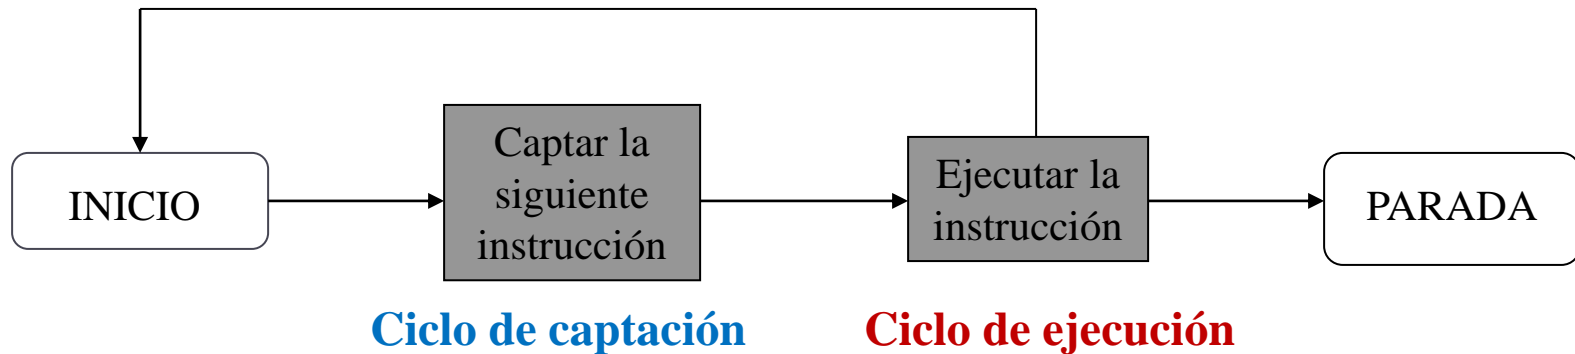 INICIO
Captar la
siguiente
instrucción
Ejecutar la
instrucción
PARADA
Ciclo de captación
Ciclo de ejecución